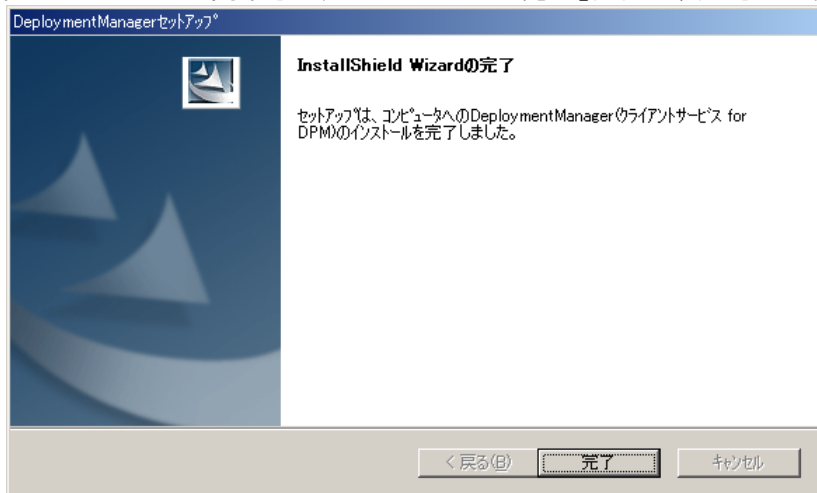 DeploymentManagerセットアップ
InstallShield Wizardの完了
セットアップは、コンピュータへのDeploymentManager(クライアントサービス for
DPM)のインストールを完了しました。
< 戻る(B)
完了
キャンセル